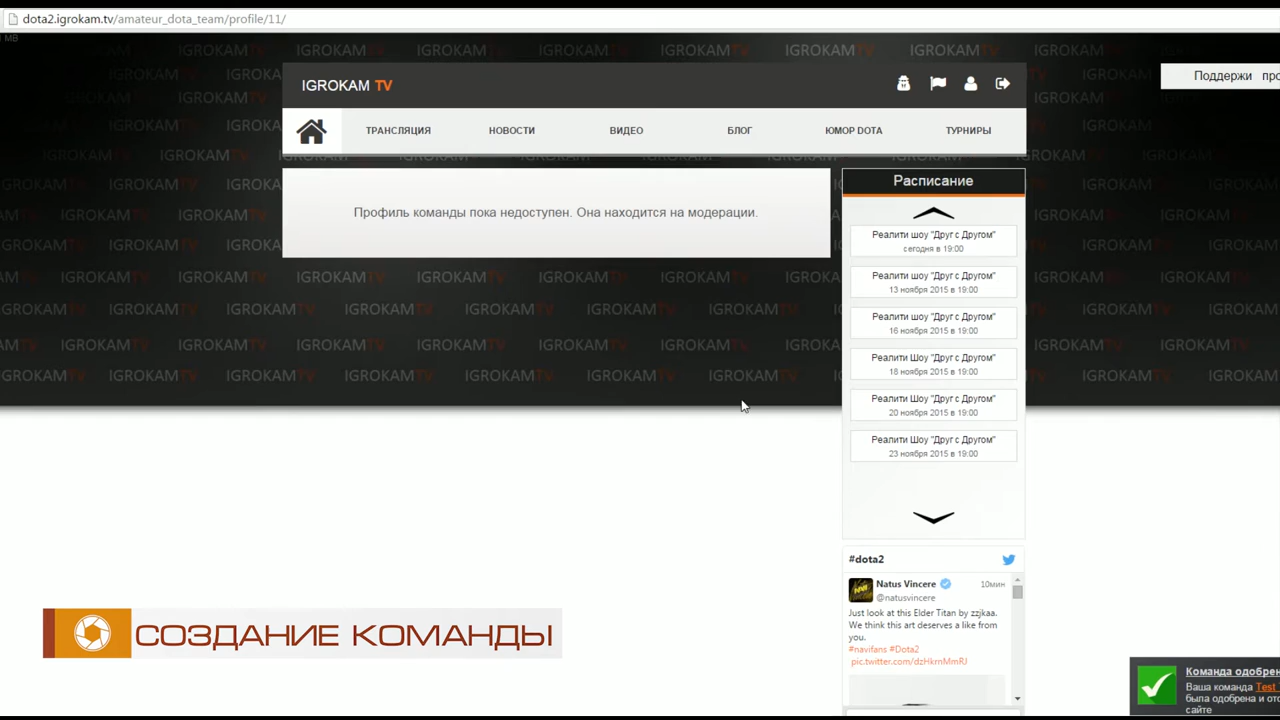 dota2.igrokam.tv/amateur_dota_team/profile/11/
MB
IGROKAM TV
Поддержи
ТРАНСЛЯЦИЯ НОВОСТИ ВИДЕО БЛОГ ЮМОР DOTA ТУРНИРЫ
Профиль команды пока недоступен. Она находится на модерации.
Расписание
Реалити шоу "Друг с Другом"
сегодня в 19:00
Реалити шоу "Друг с Другом"
13 ноября 2015 в 19:00
Реалити шоу "Друг с Другом"
16 ноября 2015 в 19:00
Реалити шоу "Друг с Другом"
18 ноября 2015 в 19:00
Реалити Шоу "Друг с Другом"
20 ноября 2015 в 19:00
Реалити Шоу "Друг с Другом"
23 ноября 2015 в 19:00
#dota2
Natus Vincere 10мин
@natusvincere
Just look at this Elder Titan by zzjkaa.
We think this art deserves a like from
you.
#navifans #Dota2
pic.twitter.com/dzHkrnMmRJ
СОЗДАНИЕ КОМАНДЫ
Команда одобрен
Ваша команда Test
была одобрена и ото
сайте